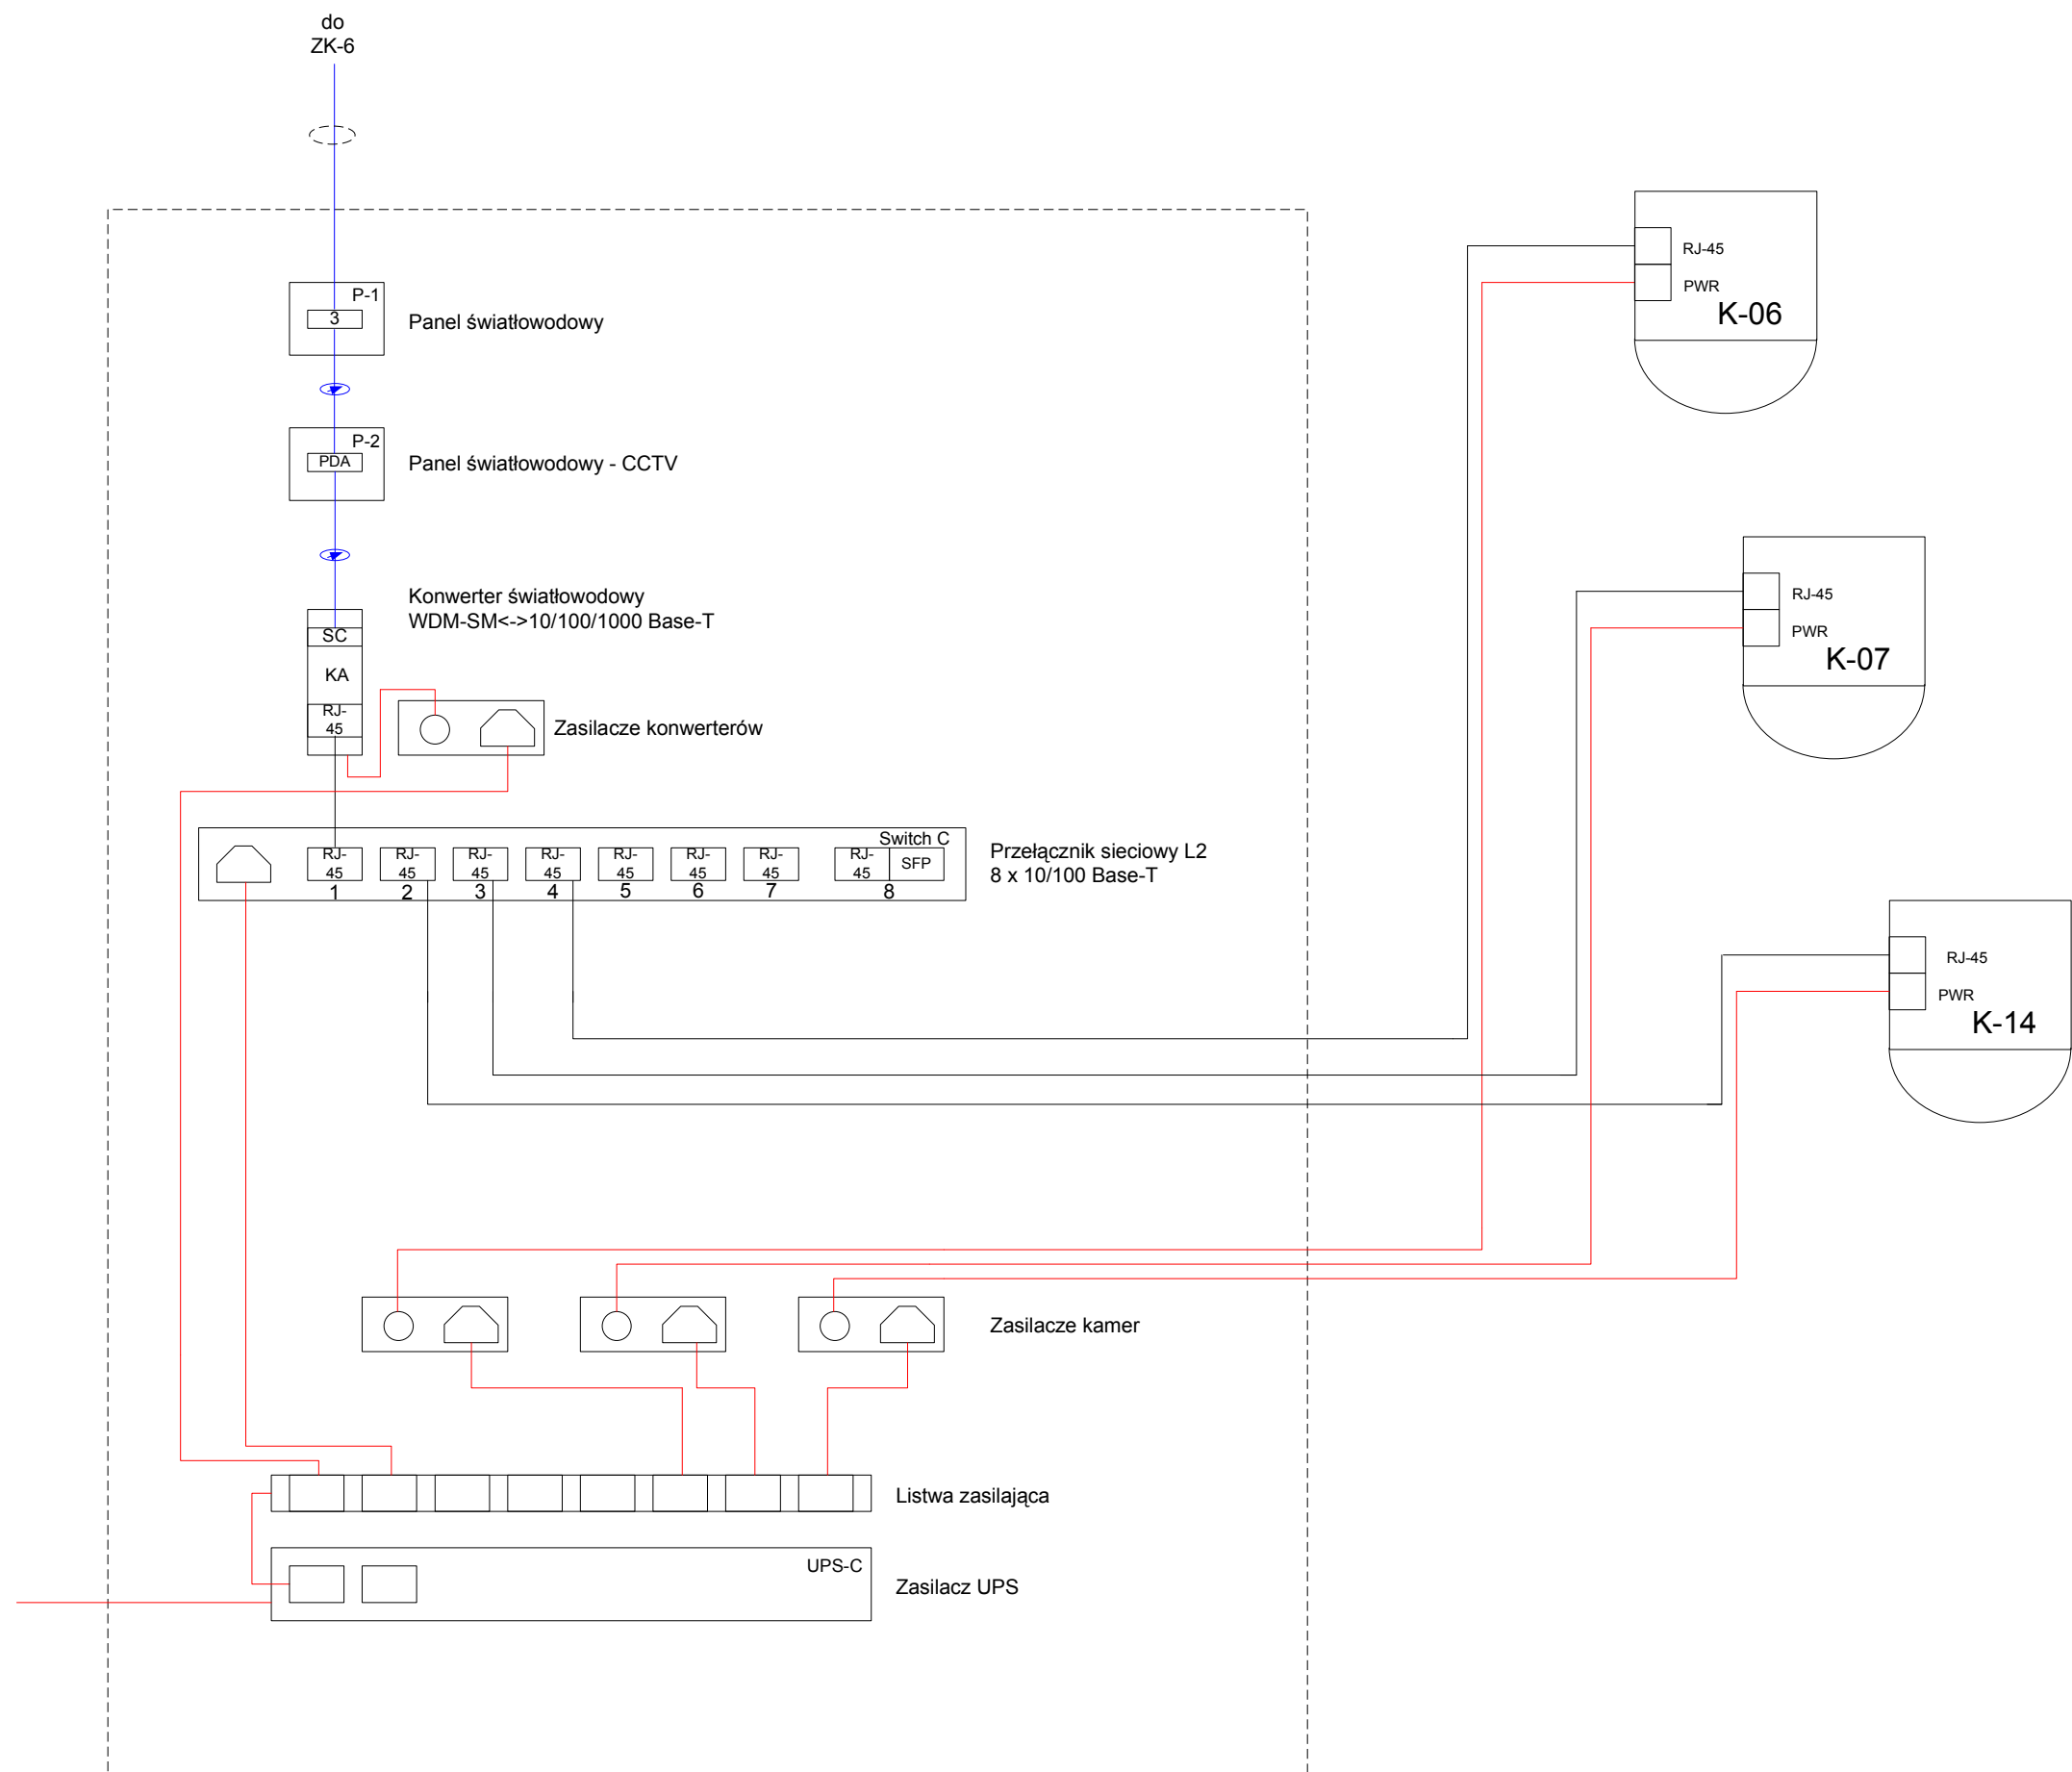 do
ZK-6
P-1
3
Panel światłowodowy
P-2
PDA
Panel światłowodowy - CCTV
Konwerter światłowodowy
WDM-SM<->10/100/1000 Base-T
SC
KA
RJ-
45
Zasilacze konwerterów
Switch C
RJ-
45
1
RJ-
45
2
RJ-
45
3
RJ-
45
4
RJ-
45
5
RJ-
45
6
RJ-
45
7
RJ-
45
SFP
8
Przełącznik sieciowy L2
8 x 10/100 Base-T
RJ-45
PWR
K-06
RJ-45
PWR
K-07
RJ-45
PWR
K-14
Zasilacze kamer
Listwa zasilająca
UPS-C
Zasilacz UPS